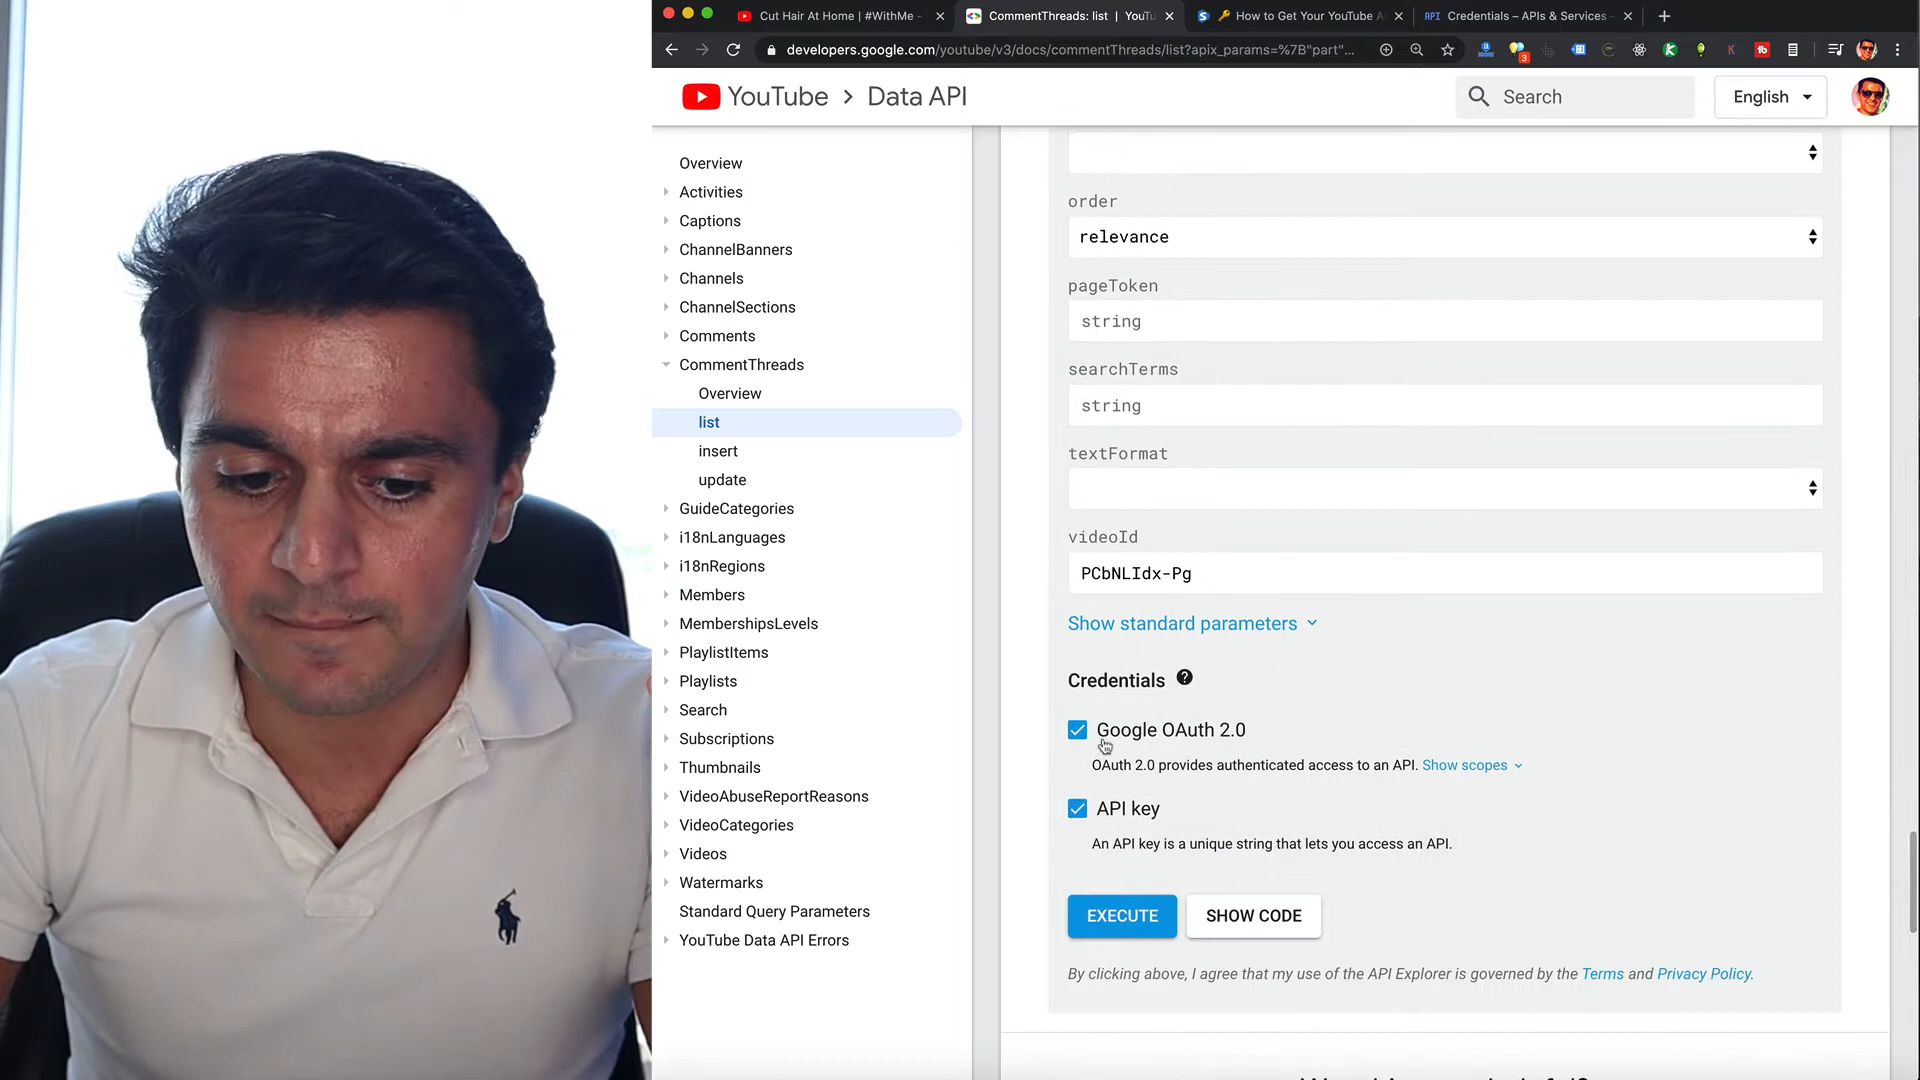 Cut Hair At Home | #WithMe -
CommentThreads: list | YouTu
How to Get Your YouTube A
API Credentials – APIs & Services -
developers.google.com/youtube/v3/docs/commentThreads/list?apix_params=%7B"part"...
3
YouTube > Data API
Search
English
Overview
Activities
Captions
ChannelBanners
Channels
ChannelSections
Comments
CommentThreads
Overview
list
insert
update
GuideCategories
i18nLanguages
i18nRegions
Members
MembershipsLevels
PlaylistItems
Playlists
Search
Subscriptions
Thumbnails
VideoAbuseReportReasons
VideoCategories
Videos
Watermarks
Standard Query Parameters
YouTube Data API Errors
order
relevance
pageToken
string
searchTerms
string
textFormat
videoId
PCbNLIdx-Pg
Show standard parameters
Credentials ?
Google OAuth 2.0
OAuth 2.0 provides authenticated access to an API. Show scopes
API key
An API key is a unique string that lets you access an API.
EXECUTE SHOW CODE
By clicking above, I agree that my use of the API Explorer is governed by the Terms and Privacy Policy.